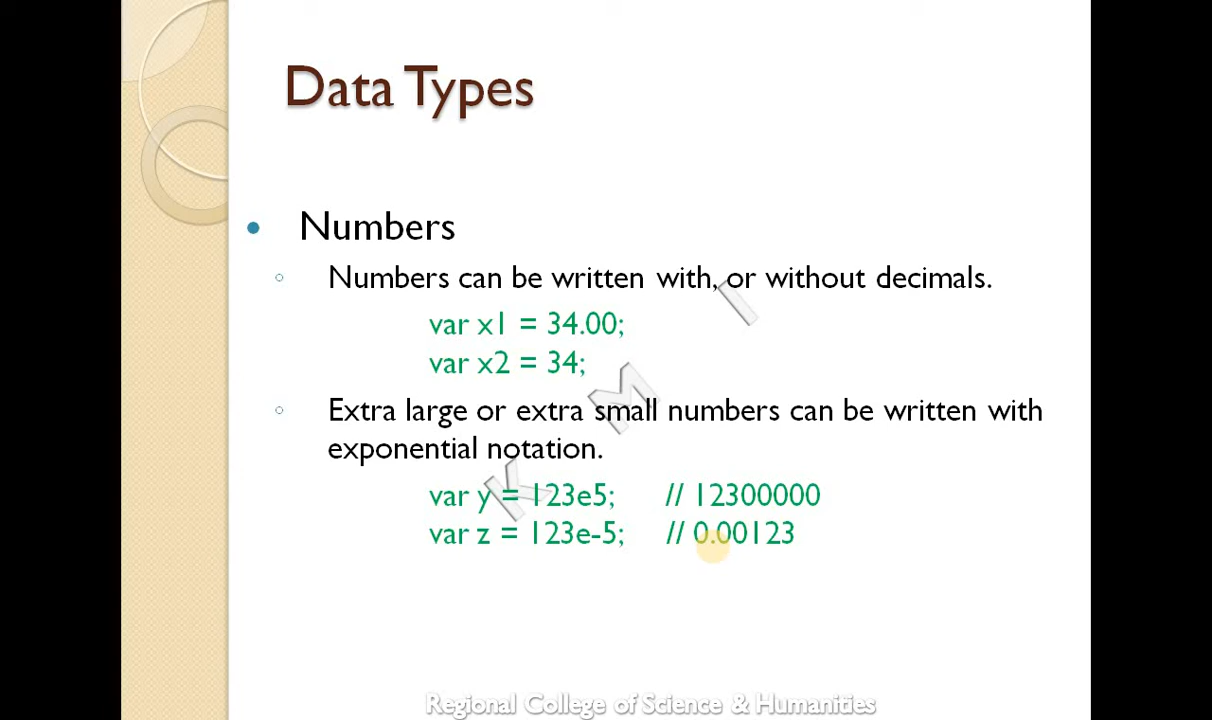 Data Types
Numbers
Numbers can be written with, or without decimals.
var x1 = 34.00;
var x2 = 34;
Extra large or extra small numbers can be written with
exponential notation.
var y = 123e5; // 12300000
var z = 123e-5; // 0.00123
K M I
Regional College of Science & Humanities